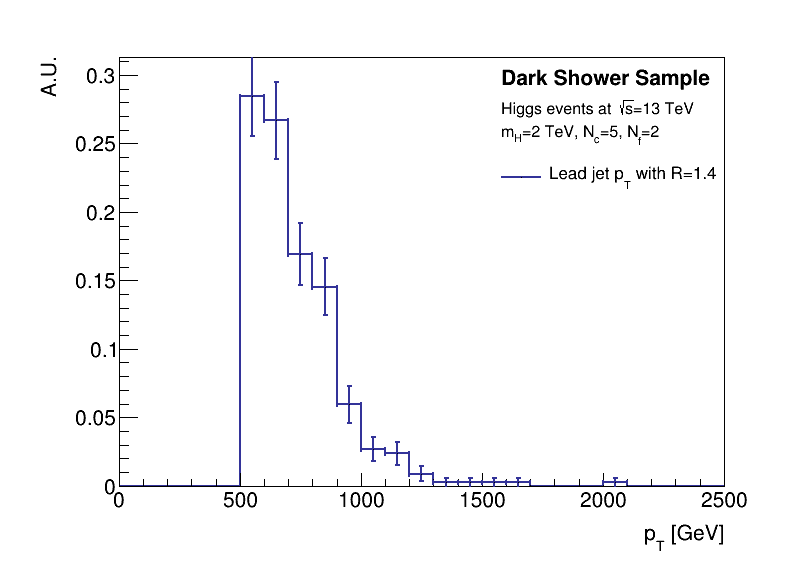 A.U.
0.3
0.25
0.2
0.15
0.1
0.05
0
Dark Shower Sample
Higgs events at √s=13 TeV
m_H=2 TeV, N_c=5, N_f=2
Lead jet p_T with R=1.4
0 500 1000 1500 2000 2500
p_T [GeV]